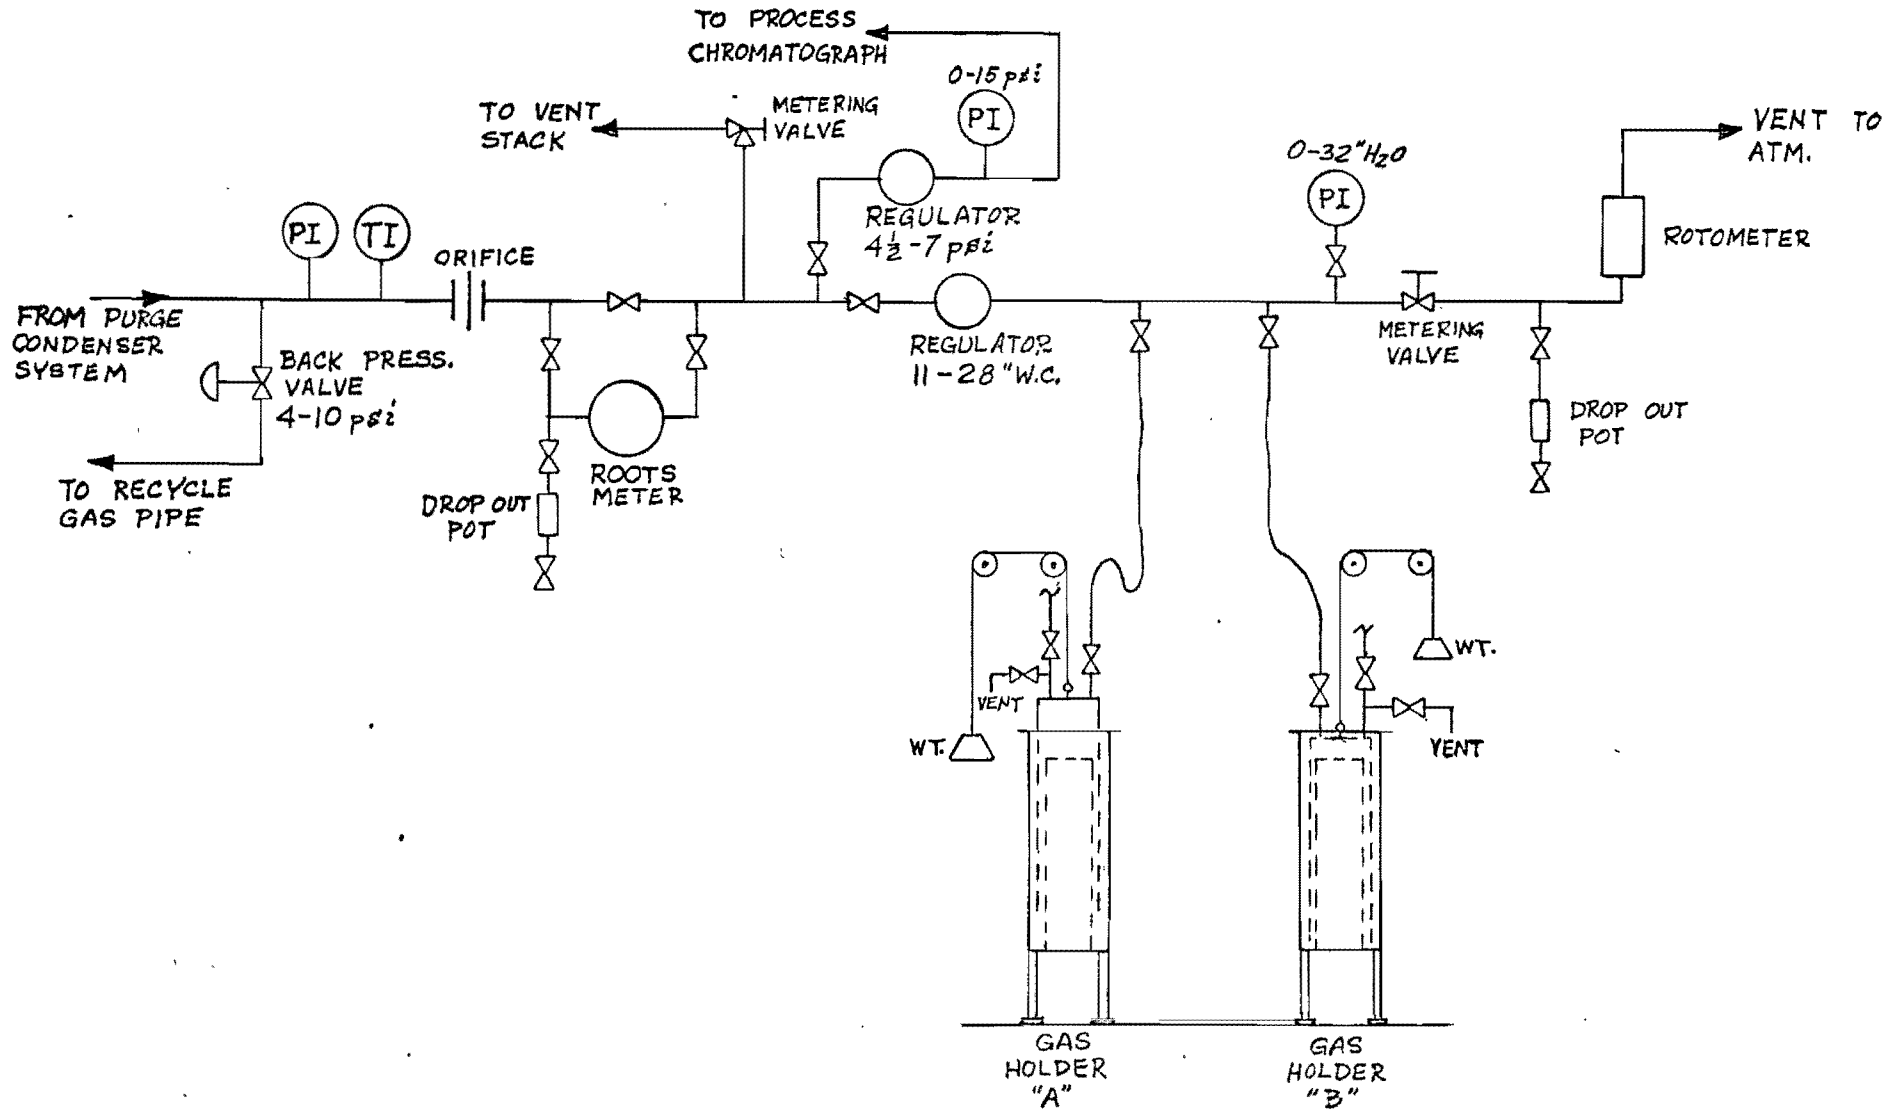 TO PROCESS
CHROMATOGRAPH
0-15 psi
PI
TO VENT
STACK
METERING
VALVE
VENT TO
ATM.
0-32"H2O
PI
REGULATOR
4½-7 psi
ROTOMETER
PI
TI
ORIFICE
FROM PURGE
CONDENSER
SYSTEM
BACK PRESS.
VALVE
4-10 psi
REGULATOR
11-28"W.C.
METERING
VALVE
DROP OUT
POT
TO RECYCLE
GAS PIPE
ROOTS
METER
DROP OUT
POT
WT.
VENT
WT.
VENT
GAS
HOLDER
"A"
GAS
HOLDER
"B"